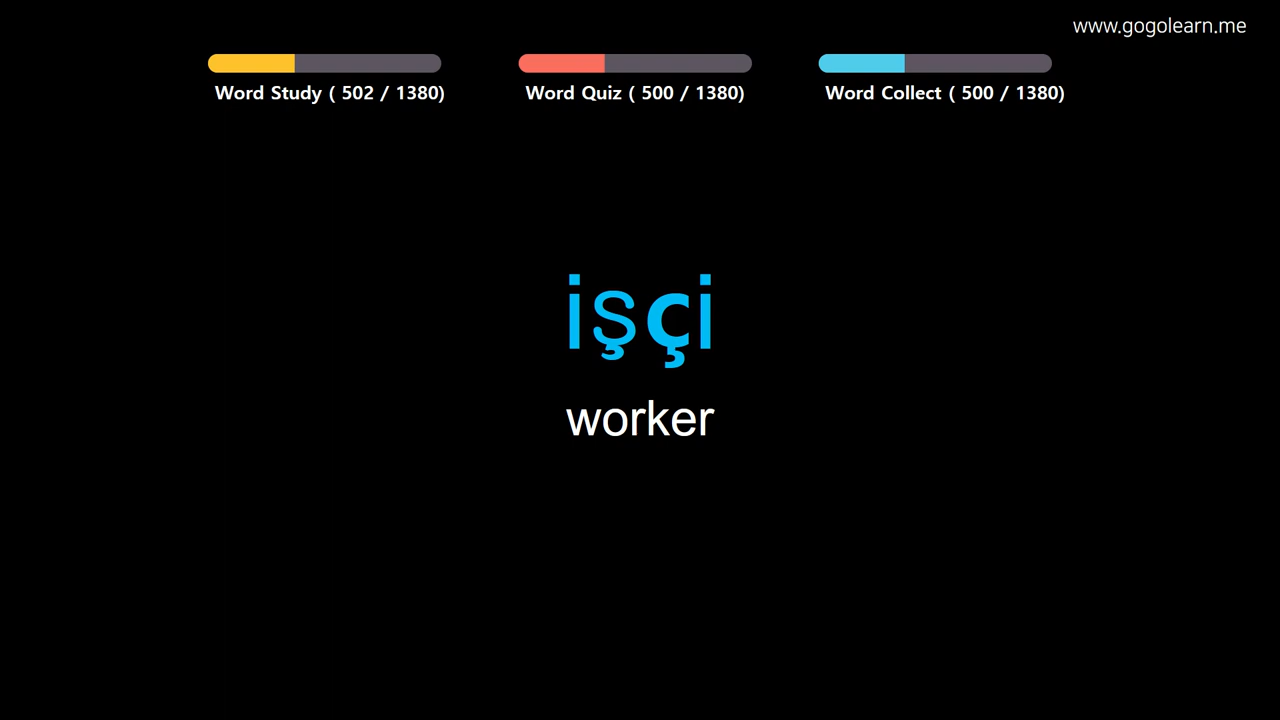 www.gogolearn.me
Word Study ( 502 / 1380)
Word Quiz ( 500 / 1380)
Word Collect ( 500 / 1380)
işçi
worker